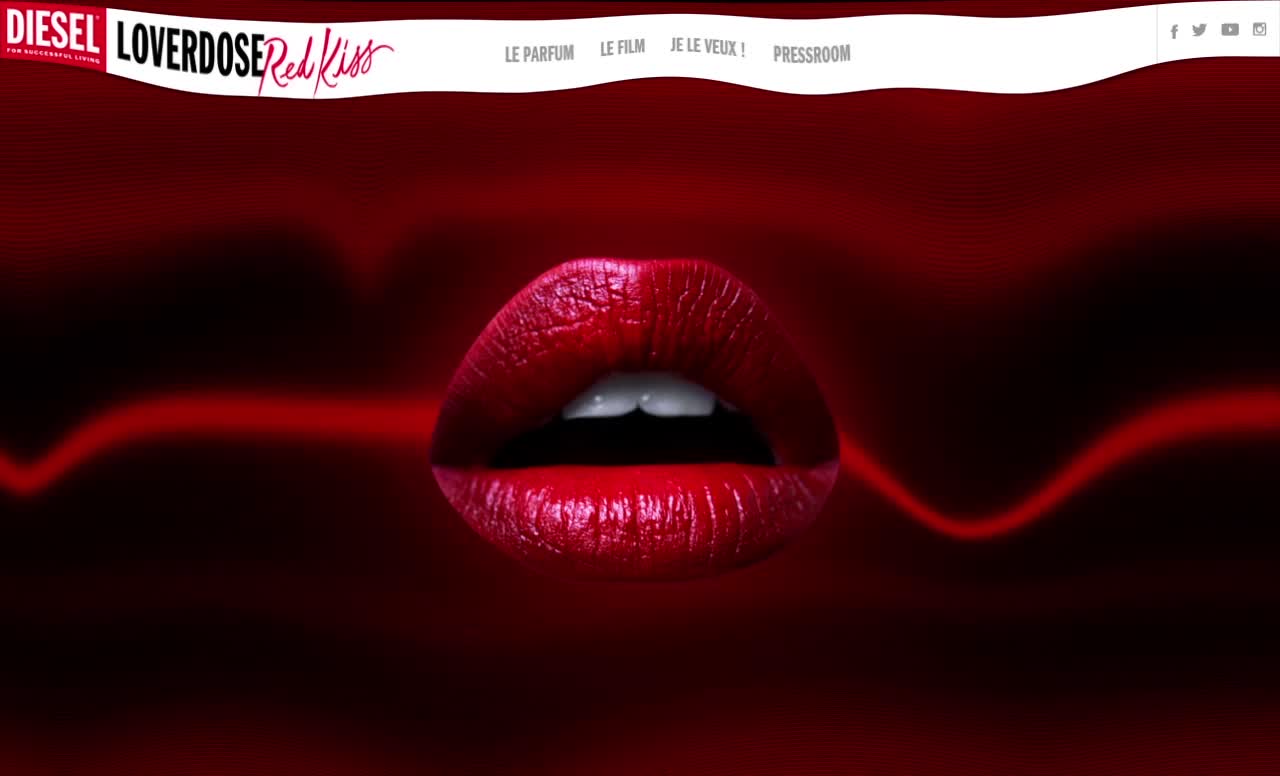 DIESEL
FOR SUCCESSFUL LIVING
LOVERDOSE Red Kiss
LE PARFUM
LE FILM
JE LE VEUX !
PRESSROOM